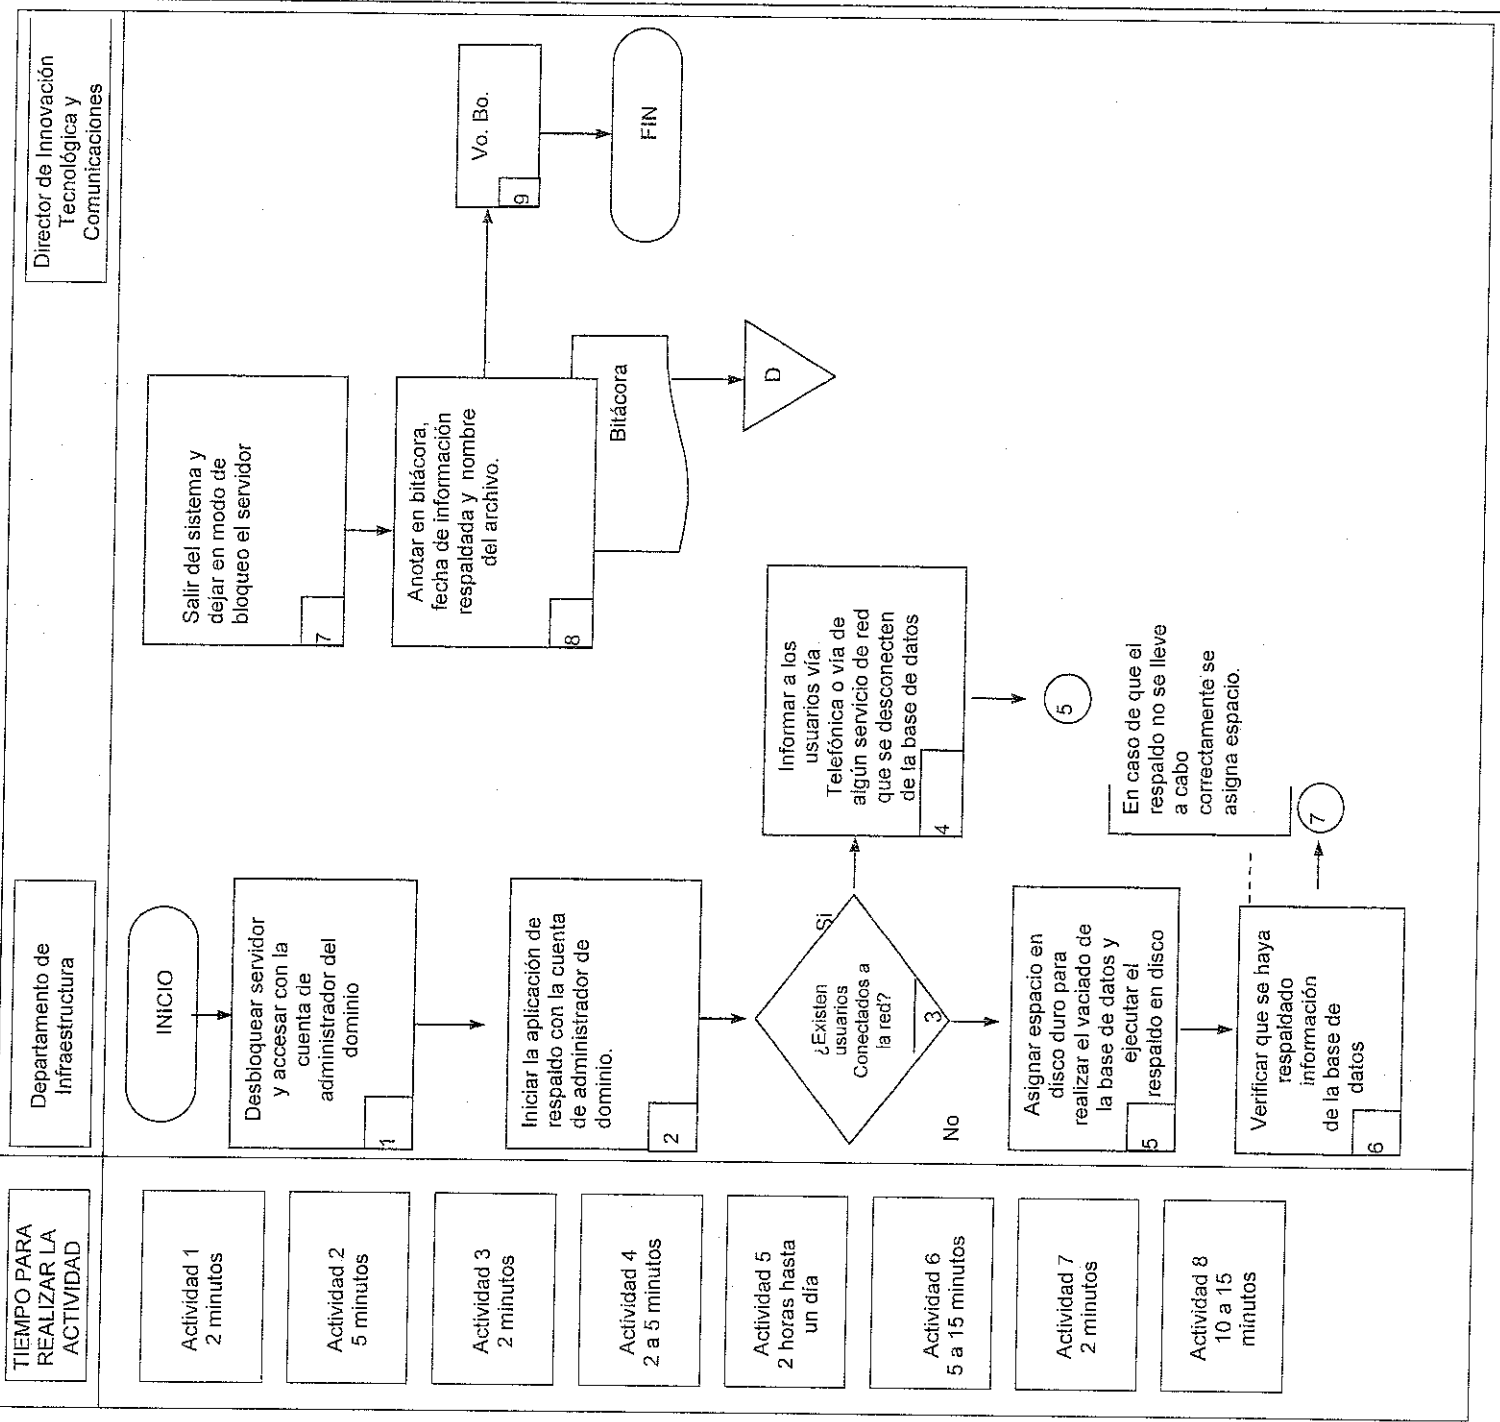 TIEMPO PARA
REALIZAR LA
ACTIVIDAD
Departamento de
Infraestructura
Director de Innovación
Tecnológica y
Comunicaciones
Actividad 1
2 minutos
Actividad 2
5 minutos
Actividad 3
2 minutos
Actividad 4
2 a 5 minutos
Actividad 5
2 horas hasta
un día
Actividad 6
5 a 15 minutos
Actividad 7
2 minutos
Actividad 8
10 a 15
minutos
INICIO
Desbloquear servidor
y accesar con la
cuenta de
administrador del
dominio
1
Iniciar la aplicación de
respaldo con la cuenta
de administrador de
dominio.
2
¿Existen
usuarios
Conectados a
la red?
3
Si
No
Informar a los
usuarios vía
Telefónica o vía de
algún servicio de red
que se desconecten
de la base de datos
4
5
Asignar espacio en
disco duro para
realizar el vaciado de
la base de datos y
ejecutar el
respaldo en disco
5
Verificar que se haya
respaldado
información
de la base de
datos
6
En caso de que el
respaldo no se lleve
a cabo
correctamente se
asigna espacio.
7
Salir del sistema y
dejar en modo de
bloqueo el servidor
7
Anotar en bitácora,
fecha de información
respaldada y nombre
del archivo.
8
Bitácora
D
Vo. Bo.
9
FIN